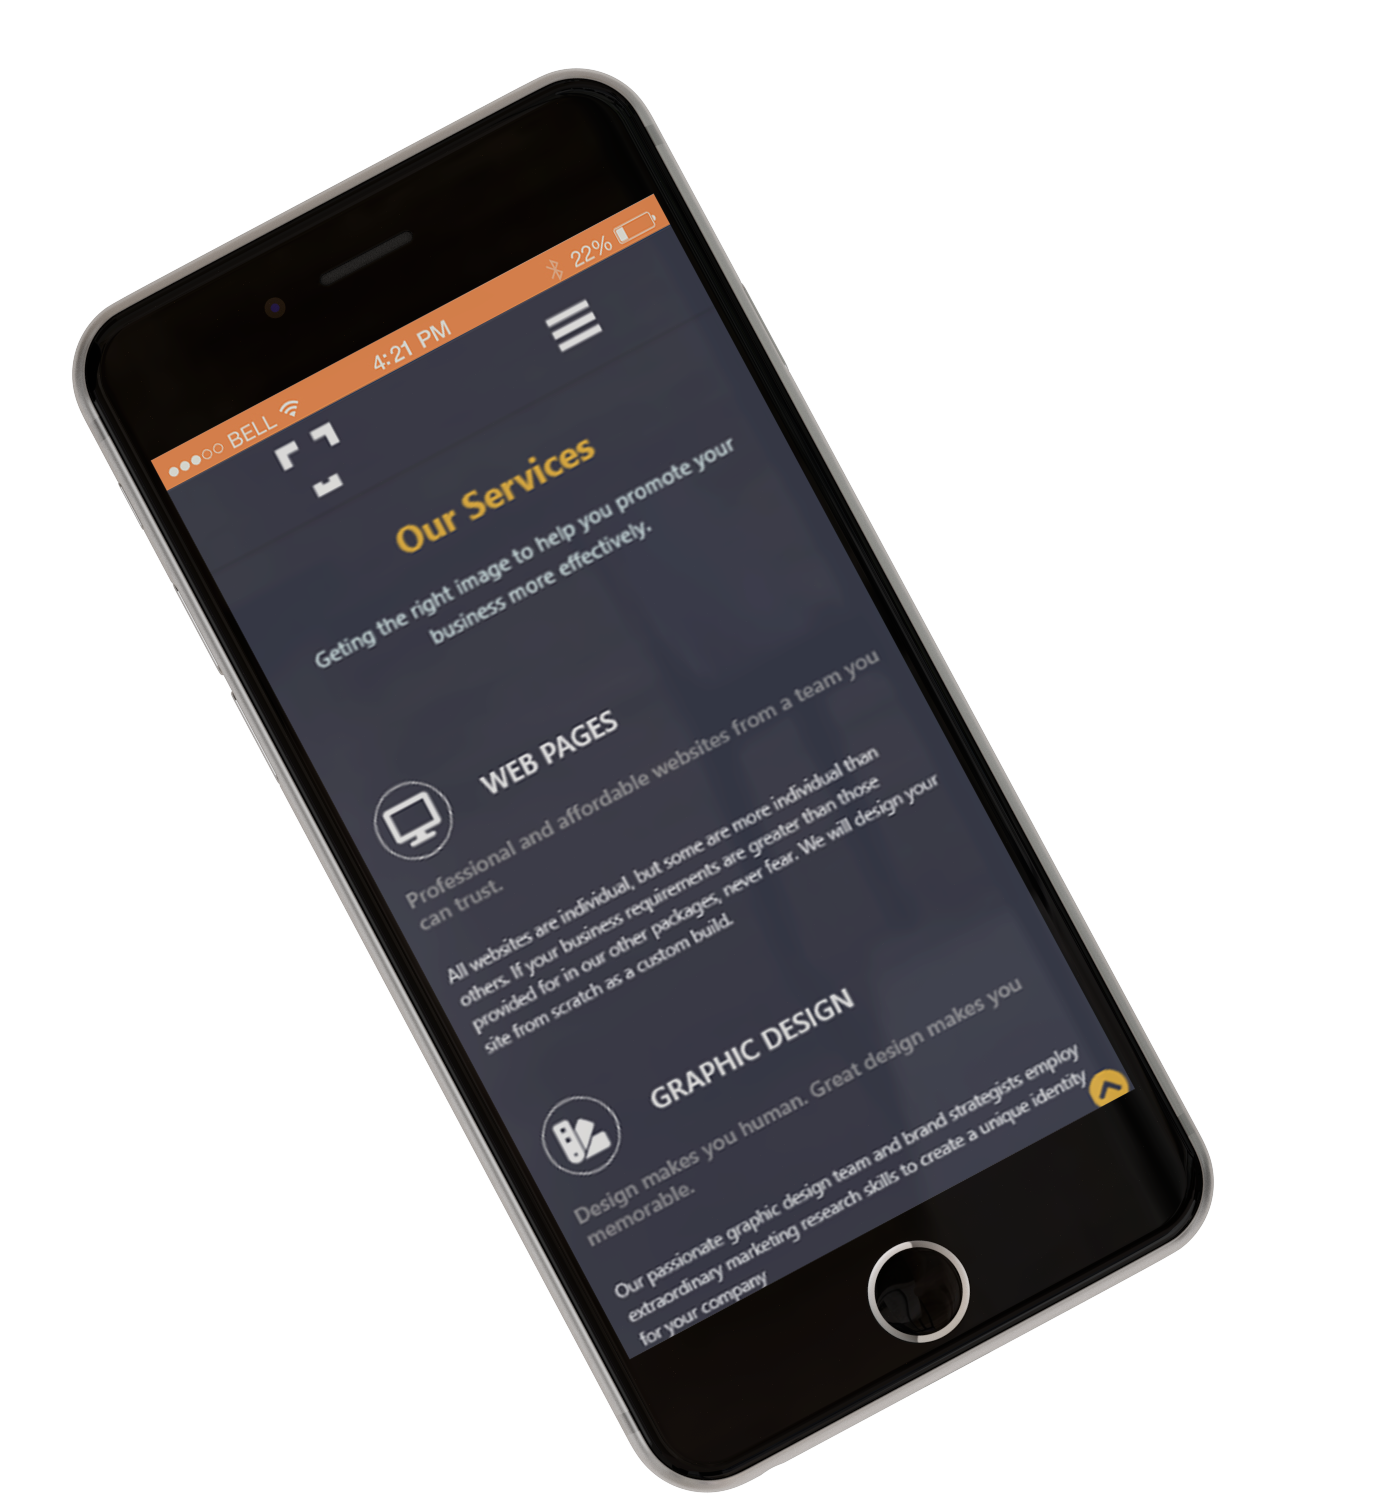 BELL 4:21 PM 22%
Our Services
Geting the right image to help you promote your
business more effectively.
WEB PAGES
Professional and affordable websites from a team you
can trust.
All websites are individual, but some are more individual than
others. If your business requirements are greater than those
provided for in our other packages, never fear. We will design your
site from scratch as a custom build.
GRAPHIC DESIGN
Design makes you human. Great design makes you
memorable.
Our passionate graphic design team and brand strategists employ
extraordinary marketing research skills to create a unique identity
for your company